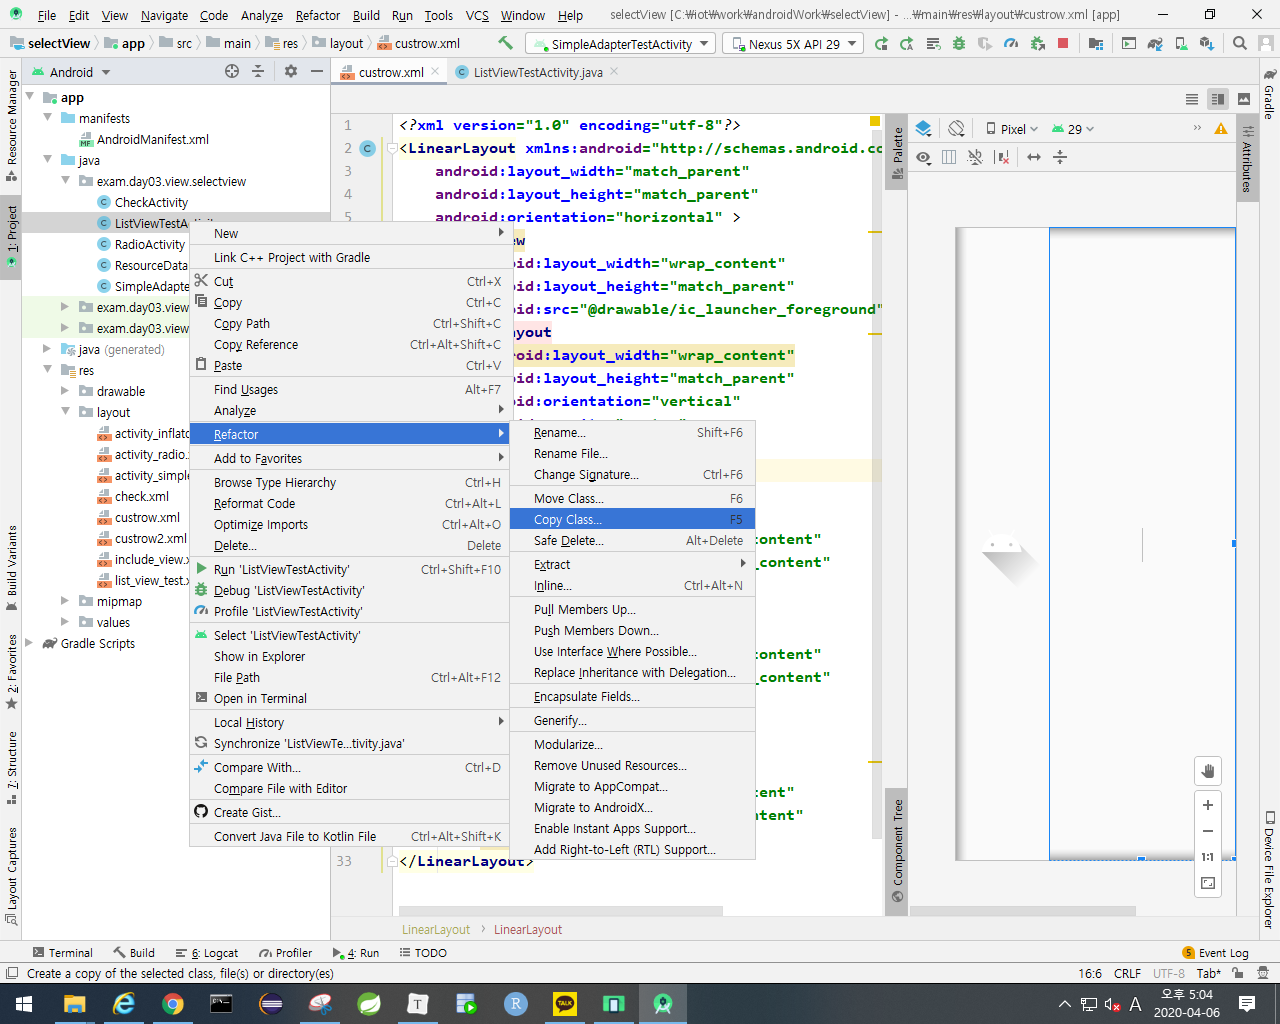 File Edit View Navigate Code Analyze Refactor Build Run Tools VCS Window Help selectView [C:₩iot₩work₩androidWork₩selectView] - ...₩main₩res₩layout₩custrow.xml [app]
selectView app src main res layout custrow.xml SimpleAdapterTestActivity Nexus 5X API 29
Android custrow.xml ListViewTestActivity.java
Resource Manager
1: Project
Build Variants
2: Favorites
7: Structure
Layout Captures
app
manifests
AndroidManifest.xml
java
exam.day03.view.selectview
CheckActivity
ListViewTestActivity
RadioActivity
ResourceData
SimpleAdapte
exam.day03.view
exam.day03.view
java (generated)
res
drawable
layout
activity_inflato
activity_radio.x
activity_simple
check.xml
custrow.xml
custrow2.xml
include_view.x
list_view_test.x
mipmap
values
Gradle Scripts
New
Link C++ Project with Gradle
Cut Ctrl+X
Copy Ctrl+C
Copy Path Ctrl+Shift+C
Copy Reference Ctrl+Alt+Shift+C
Paste Ctrl+V
Find Usages Alt+F7
Analyze
Refactor
Add to Favorites
Browse Type Hierarchy Ctrl+H
Reformat Code Ctrl+Alt+L
Optimize Imports Ctrl+Alt+O
Delete... Delete
Run 'ListViewTestActivity' Ctrl+Shift+F10
Debug 'ListViewTestActivity'
Profile 'ListViewTestActivity'
Select 'ListViewTestActivity'
Show in Explorer
File Path Ctrl+Alt+F12
Open in Terminal
Local History
Synchronize 'ListViewTe...tivity.java'
Compare With... Ctrl+D
Compare File with Editor
Create Gist...
Convert Java File to Kotlin File Ctrl+Alt+Shift+K
Rename... Shift+F6
Rename File...
Change Signature... Ctrl+F6
Move Class... F6
Copy Class... F5
Safe Delete... Alt+Delete
Extract
Inline... Ctrl+Alt+N
Pull Members Up...
Push Members Down...
Use Interface Where Possible...
Replace Inheritance with Delegation...
Encapsulate Fields...
Generify...
Modularize...
Remove Unused Resources...
Migrate to AppCompat...
Migrate to AndroidX...
Enable Instant Apps Support...
Add Right-to-Left (RTL) Support...
1 <?xml version="1.0" encoding="utf-8"?>
2 <LinearLayout xmlns:android="http://schemas.android.co
3 android:layout_width="match_parent"
4 android:layout_height="match_parent"
5 android:orientation="horizontal" >
ew
oid:layout_width="wrap_content"
oid:layout_height="match_parent"
oid:src="@drawable/ic_launcher_foreground"
ayout
roid:layout_width="wrap_content"
oid:layout_height="match_parent"
oid:orientation="vertical"
_content"
p_content"
_content"
p_content"
tent"
ontent"
33 </LinearLayout>
LinearLayout LinearLayout
Palette
Component Tree
Pixel 29
1:1
Attributes
Gradle
Device File Explorer
Terminal Build 6: Logcat Profiler 4: Run TODO 5 Event Log
Create a copy of the selected class, file(s) or directory(es) 16:6 CRLF UTF-8 Tab*
T R TALK A 오후 5:04
2020-04-06